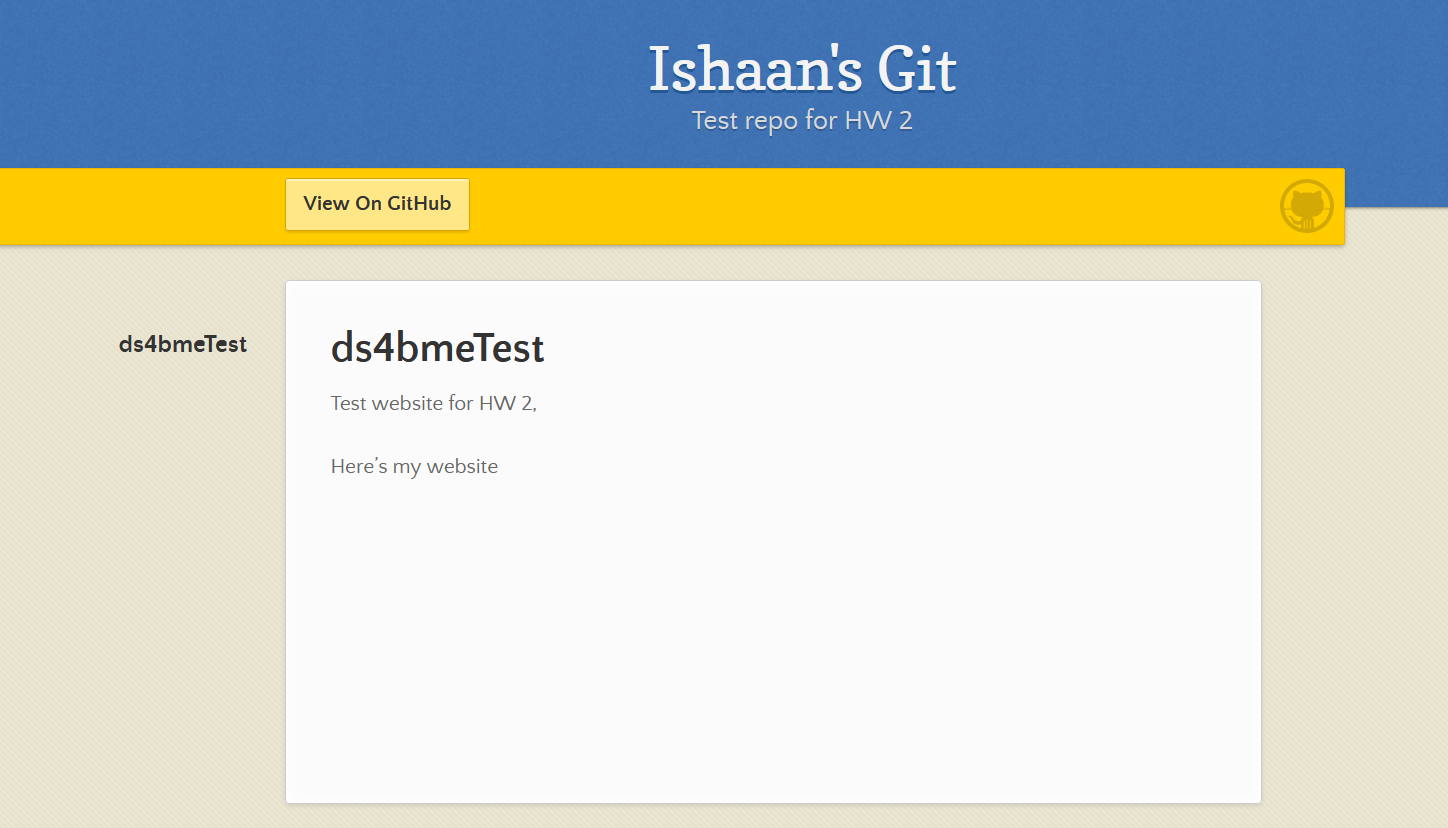 Ishaan's Git
Test repo for HW 2
View On GitHub
ds4bmeTest
ds4bmeTest
Test website for HW 2,
Here’s my website